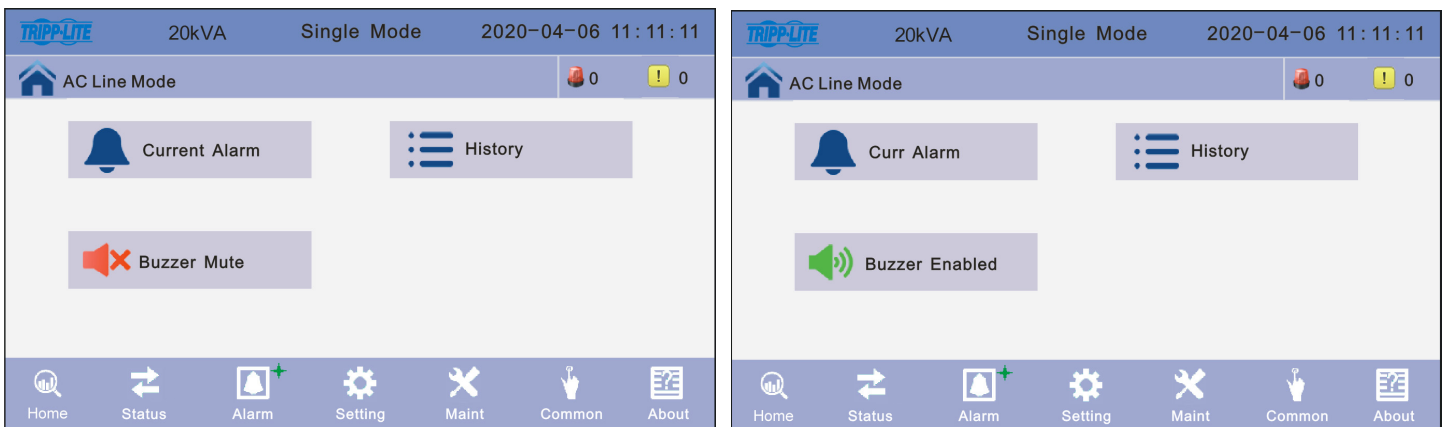 TRIPP·LITE 20kVA Single Mode 2020-04-06 11:11:11
AC Line Mode 0 ! 0
Current Alarm History
Buzzer Mute
Home Status Alarm Setting Maint Common About
TRIPP·LITE 20kVA Single Mode 2020-04-06 11:11:11
AC Line Mode 0 ! 0
Curr Alarm History
Buzzer Enabled
Home Status Alarm Setting Maint Common About